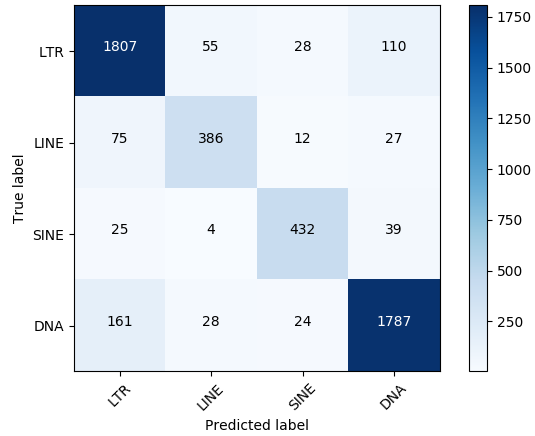 LTR 1807 55 28 110
LINE 75 386 12 27
SINE 25 4 432 39
DNA 161 28 24 1787
LTR LINE SINE DNA
True label
Predicted label
1750
1500
1250
1000
750
500
250